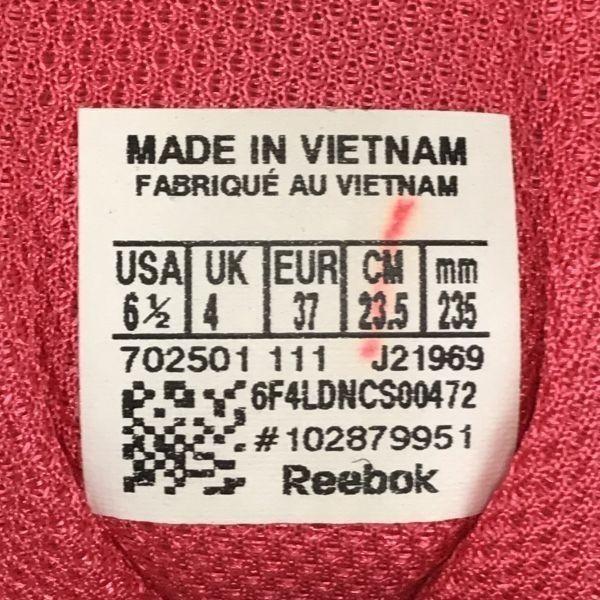 MADE IN VIETNAM
FABRIQUÉ AU VIETNAM
USA UK EUR CM mm
6½ 4 37 23.5 235
702501 111 J21969
6F4LDNCS00472
#102879951
Reebok